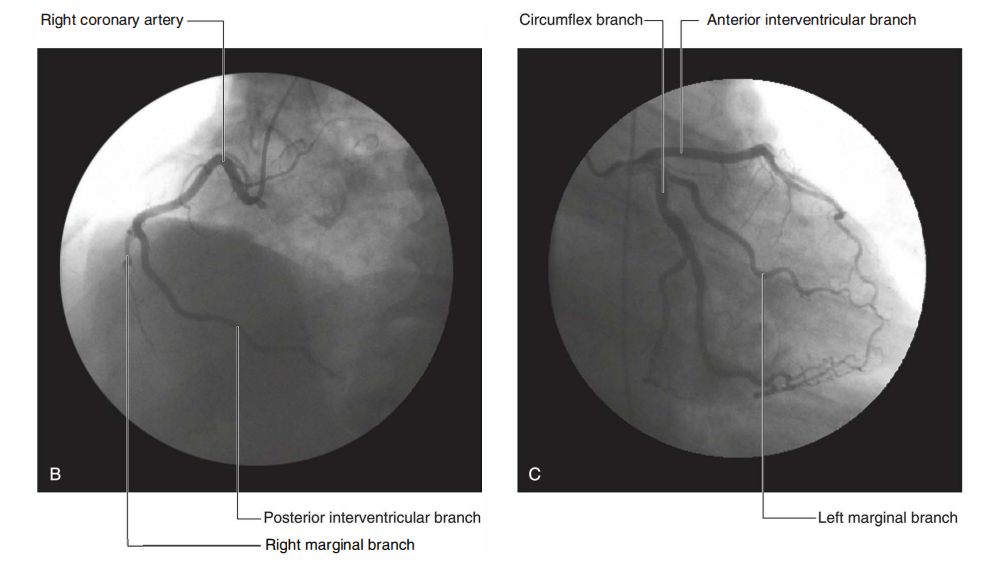 Right coronary artery
Circumflex branch
Anterior interventricular branch
B
C
Posterior interventricular branch
Right marginal branch
Left marginal branch